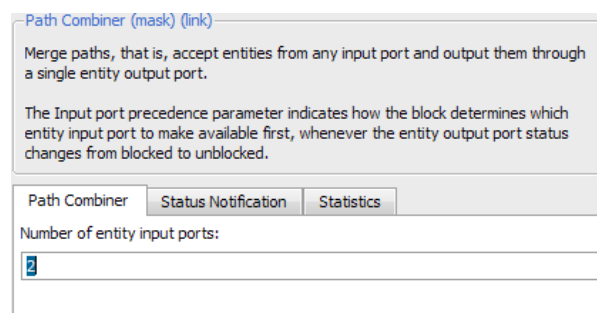 Path Combiner (mask) (link)
Merge paths, that is, accept entities from any input port and output them through
a single entity output port.
The Input port precedence parameter indicates how the block determines which
entity input port to make available first, whenever the entity output port status
changes from blocked to unblocked.
Path Combiner Status Notification Statistics
Number of entity input ports:
2